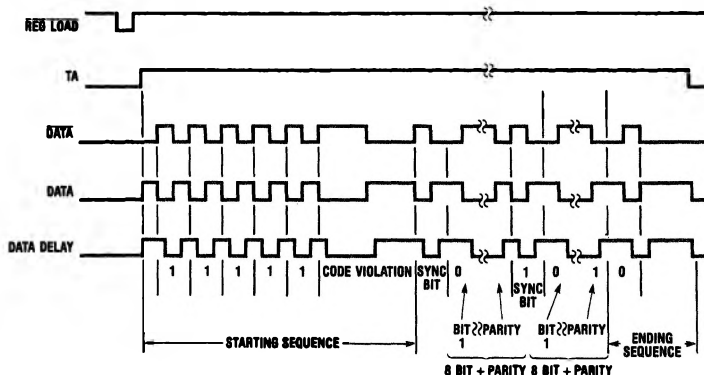 REG LOAD
TA
DATA
DATA
DATA DELAY
1 1 1 1 1 CODE VIOLATION SYNC BIT 0 1 0 1 0
SYNC BIT
BIT 1 PARITY BIT 1 PARITY
STARTING SEQUENCE ENDING SEQUENCE
8 BIT + PARITY 8 BIT + PARITY